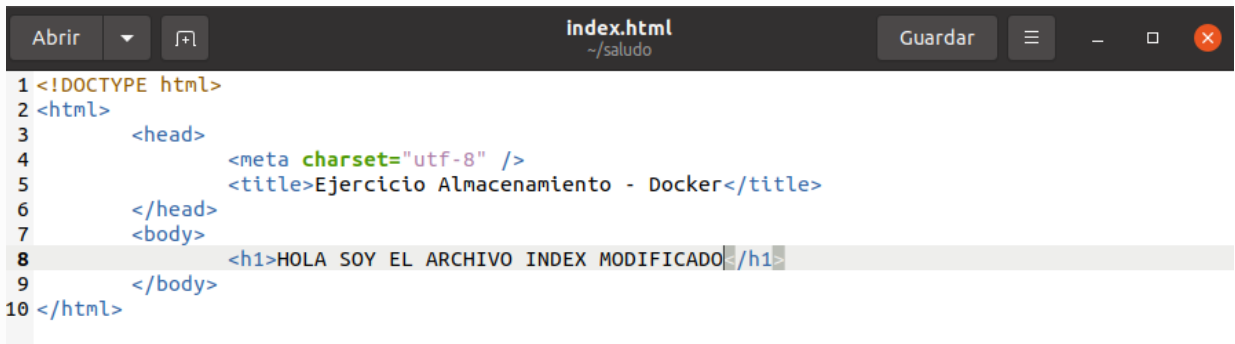 Abrir
index.html
~/saludo
Guardar
1 <!DOCTYPE html>
2 <html>
3 <head>
4 <meta charset="utf-8" />
5 <title>Ejercicio Almacenamiento - Docker</title>
6 </head>
7 <body>
8 <h1>HOLA SOY EL ARCHIVO INDEX MODIFICADO</h1>
9 </body>
10 </html>